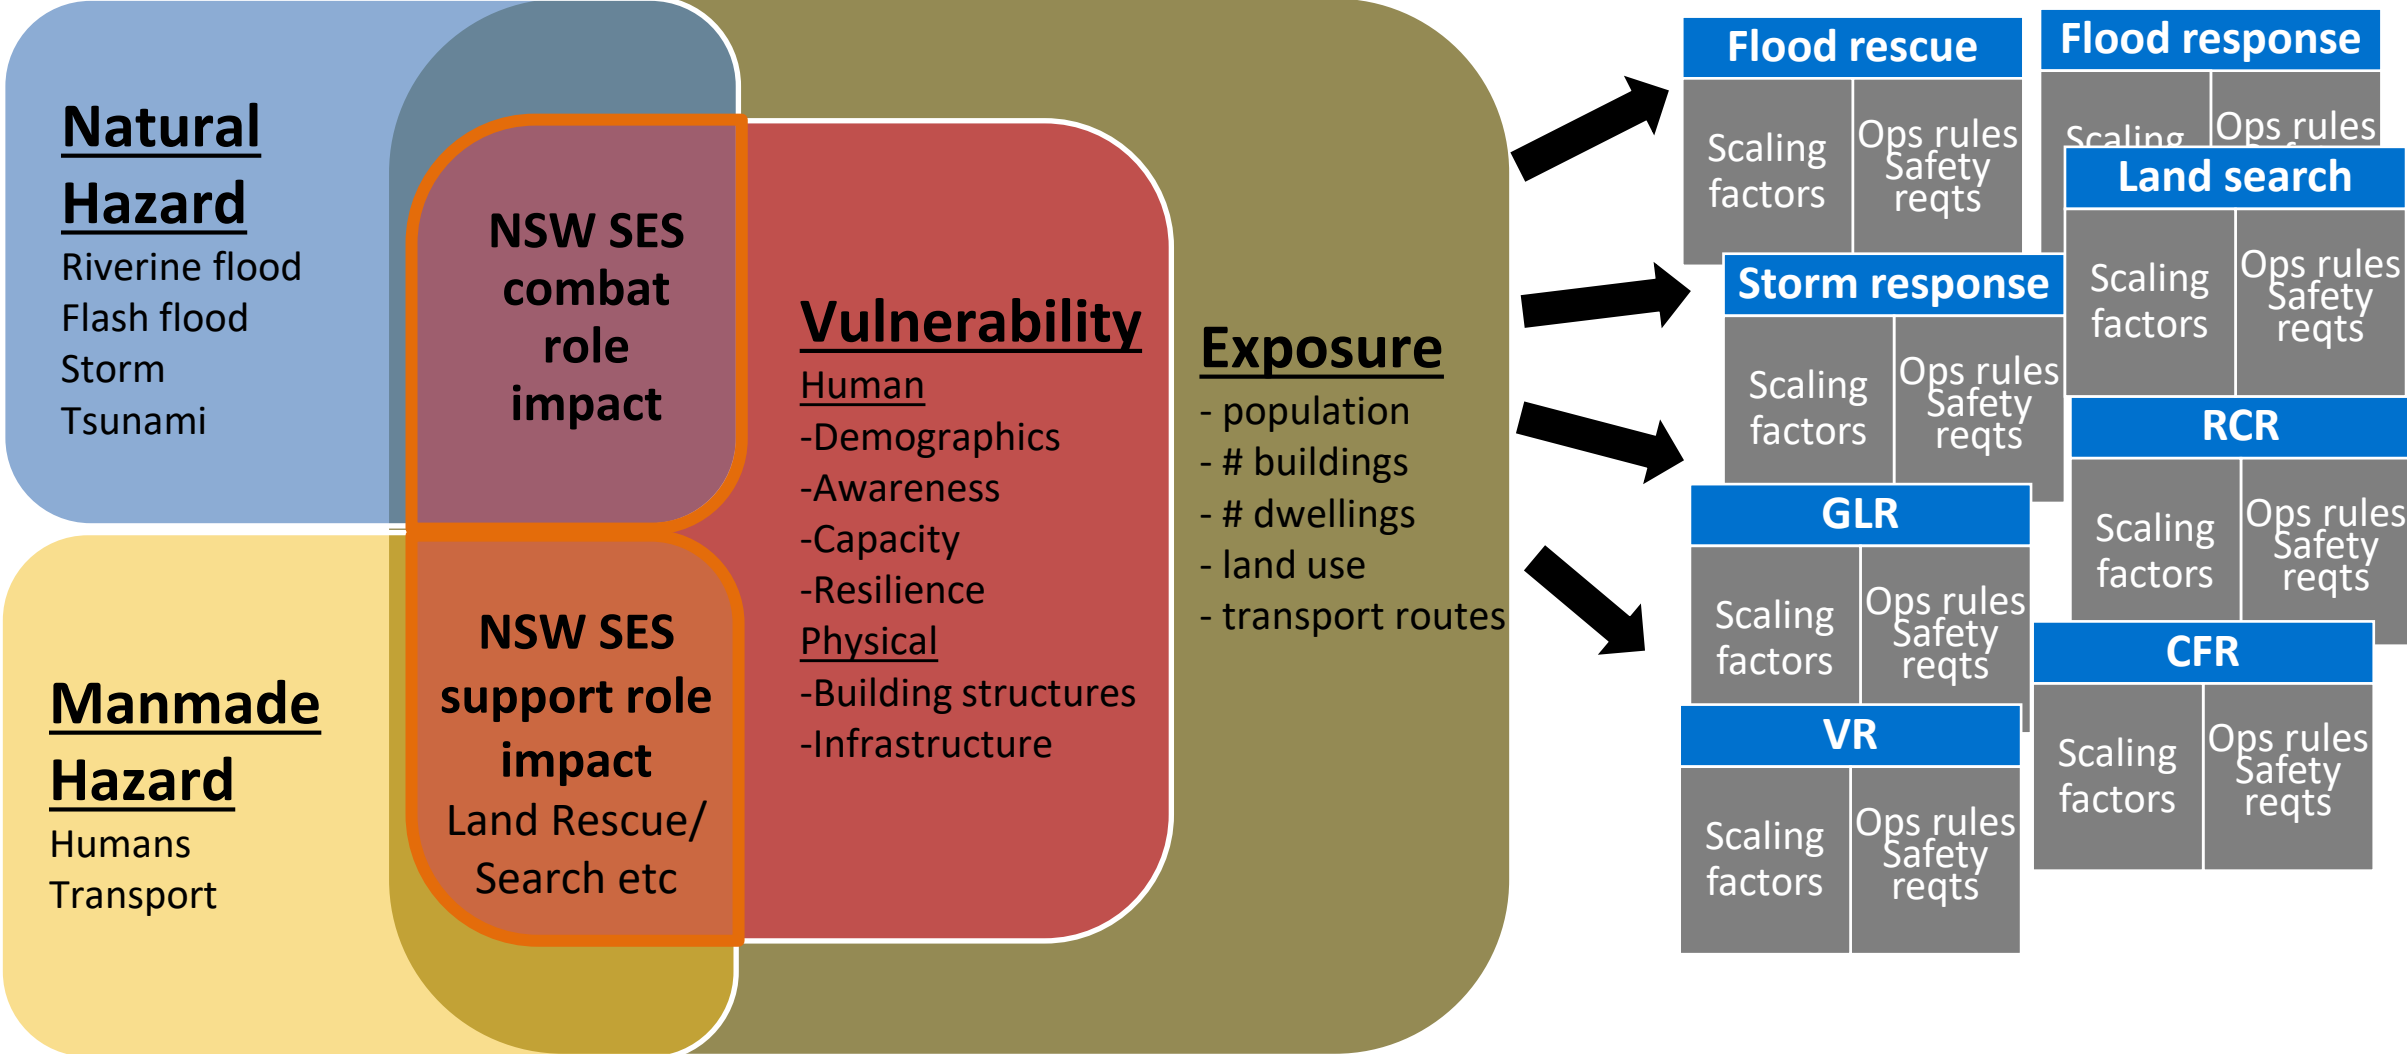 Natural
Hazard
Riverine flood
Flash flood
Storm
Tsunami
Manmade
Hazard
Humans
Transport
NSW SES
combat
role
impact
NSW SES
support role
impact
Land Rescue/
Search etc
Vulnerability
Human
-Demographics
-Awareness
-Capacity
-Resilience
Physical
-Building structures
-Infrastructure
Exposure
- population
- # buildings
- # dwellings
- land use
- transport routes
Flood rescue
Scaling
factors
Ops rules
Safety
reqts
Flood response
Scaling
Ops rules
Land search
Scaling
factors
Ops rules
Safety
reqts
Storm response
Scaling
factors
Ops rules
Safety
reqts
RCR
Scaling
factors
Ops rules
Safety
reqts
GLR
Scaling
factors
Ops rules
Safety
reqts
CFR
Scaling
factors
Ops rules
Safety
reqts
VR
Scaling
factors
Ops rules
Safety
reqts